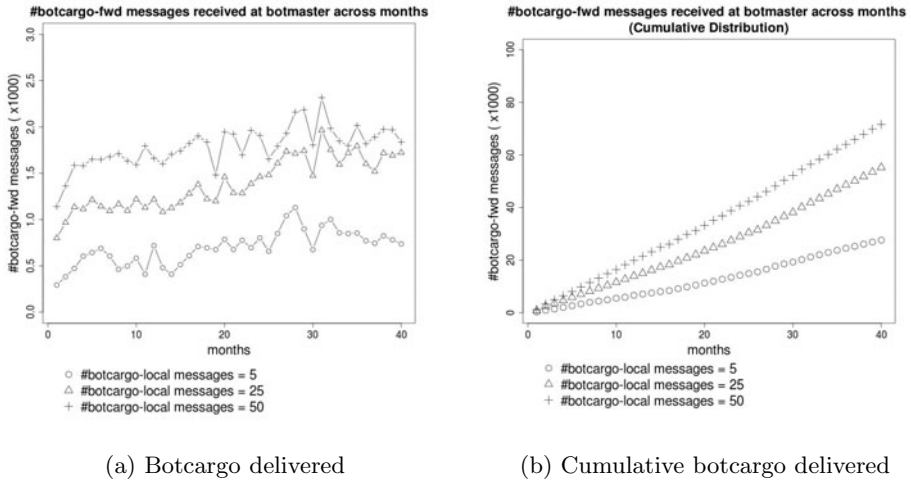 #botcargo-fwd messages received at botmaster across months
#botcargo-fwd messages ( x1000)
3.0
2.5
2.0
1.5
1.0
0.5
0.0
0
10
20
30
40
months
#botcargo-local messages = 5
#botcargo-local messages = 25
#botcargo-local messages = 50
(a) Botcargo delivered
#botcargo-fwd messages received at botmaster across months
(Cumulative Distribution)
#botcargo-fwd messages ( x1000)
100
80
60
40
20
0
0
10
20
30
40
months
#botcargo-local messages = 5
#botcargo-local messages = 25
#botcargo-local messages = 50
(b) Cumulative botcargo delivered